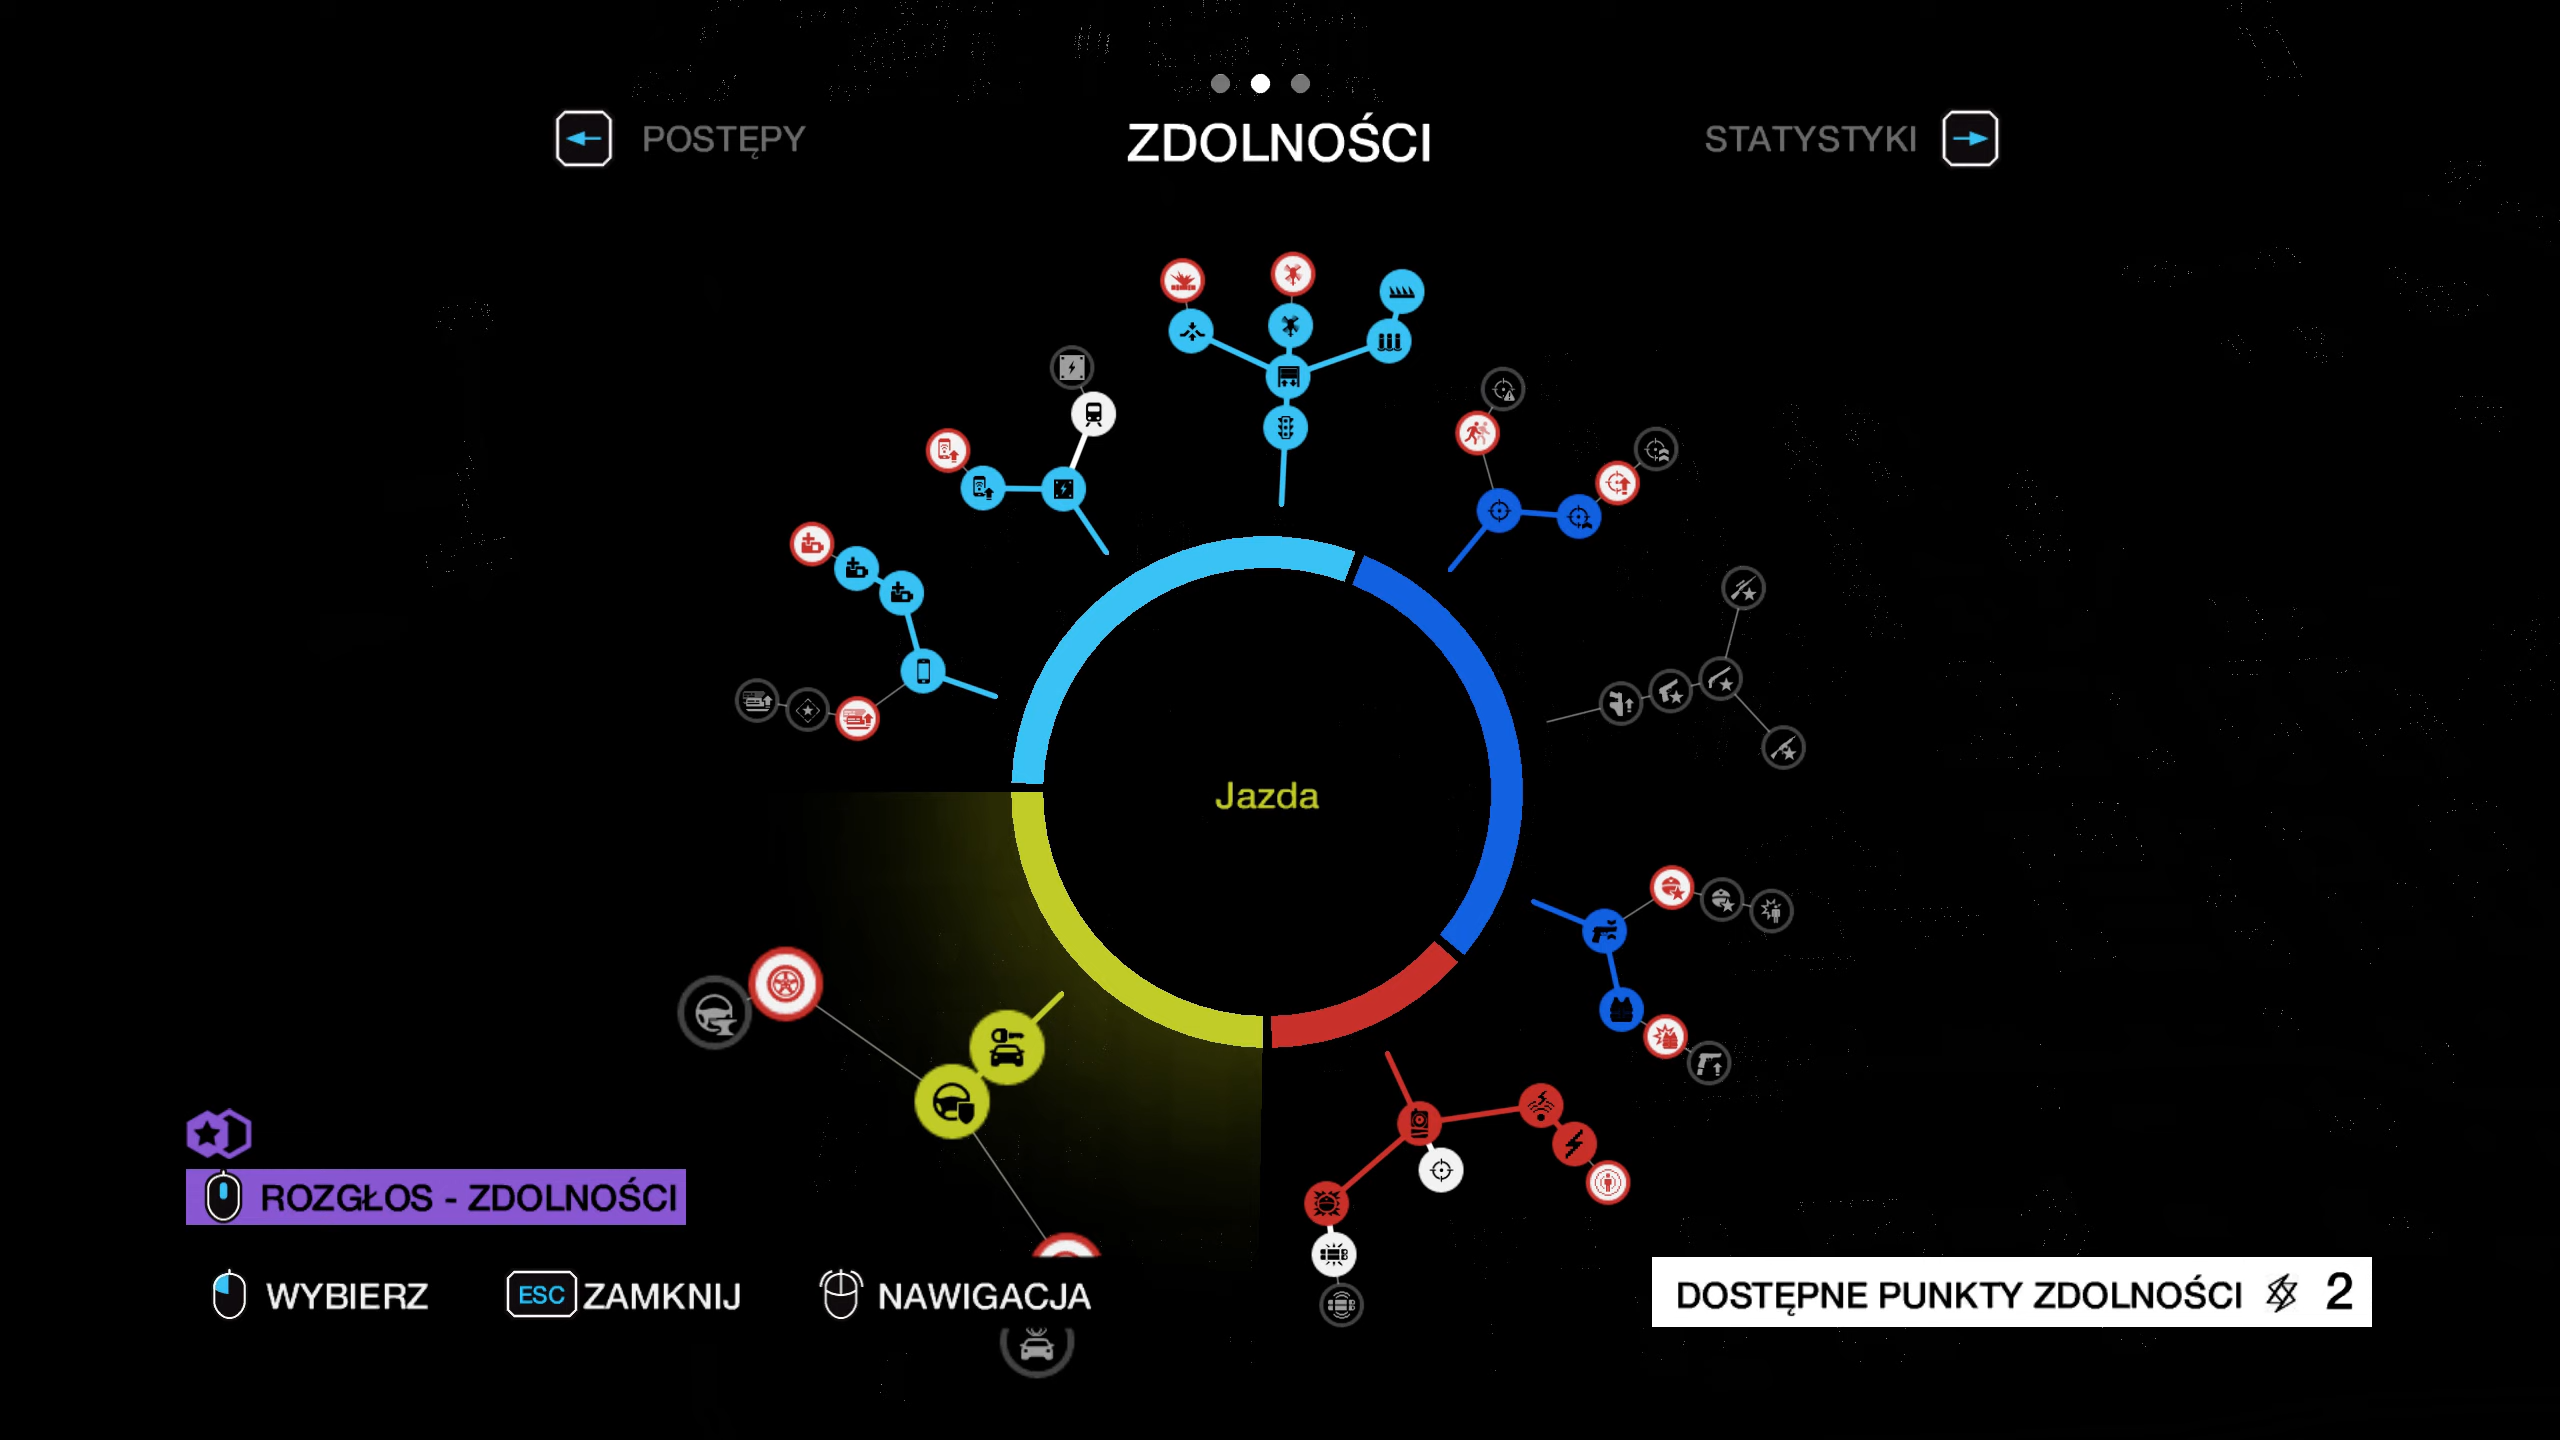 POSTĘPY
ZDOLNOŚCI
STATYSTYKI
Jazda
ROZGŁOS - ZDOLNOŚCI
WYBIERZ
ESC ZAMKNIJ
NAWIGACJA
DOSTĘPNE PUNKTY ZDOLNOŚCI 2